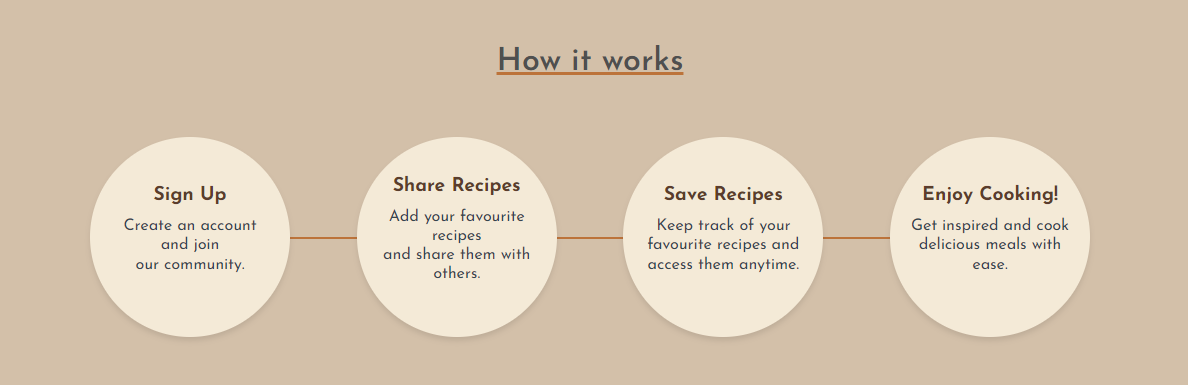 How it works
Sign Up
Create an account
and join
our community.
Share Recipes
Add your favourite
recipes
and share them with
others.
Save Recipes
Keep track of your
favourite recipes and
access them anytime.
Enjoy Cooking!
Get inspired and cook
delicious meals with
ease.